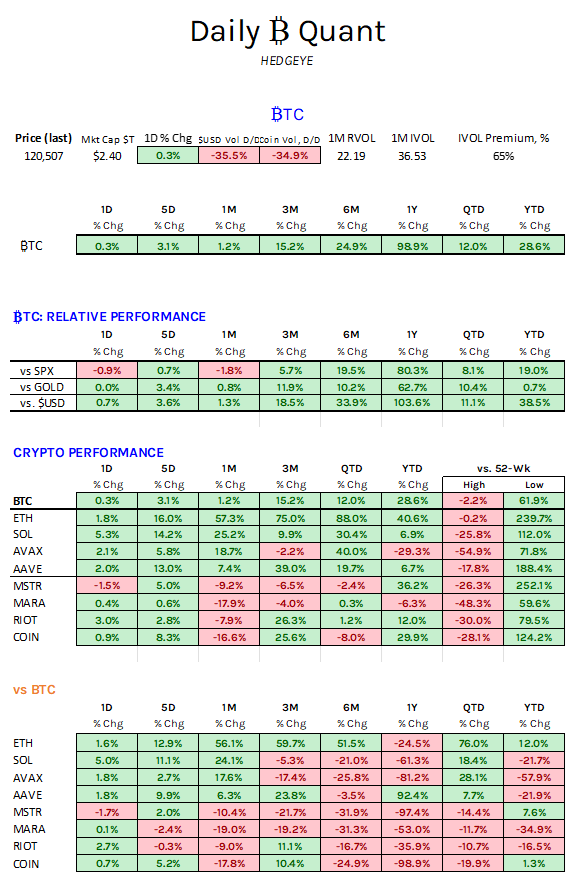 Daily ₿ Quant
HEDGEYE
₿TC
Price (last) Mkt Cap $T 1D % Chg $USD Vol D/D Coin Vol, D/D 1M RVOL 1M IVOL IVOL Premium, %
120,507 $2.40 0.3% -35.5% -34.9% 22.19 36.53 65%
1D 5D 1M 3M 6M 1Y QTD YTD
% Chg % Chg % Chg % Chg % Chg % Chg % Chg % Chg
₿TC 0.3% 3.1% 1.2% 15.2% 24.9% 98.9% 12.0% 28.6%
₿TC: RELATIVE PERFORMANCE
1D 5D 1M 3M 6M 1Y QTD YTD
% Chg % Chg % Chg % Chg % Chg % Chg % Chg % Chg
vs SPX -0.9% 0.7% -1.8% 5.7% 19.5% 80.3% 8.1% 19.0%
vs GOLD 0.0% 3.4% 0.8% 11.9% 10.2% 62.7% 10.4% 0.7%
vs. $USD 0.7% 3.6% 1.3% 18.5% 33.9% 103.6% 11.1% 38.5%
CRYPTO PERFORMANCE
1D 5D 1M 3M QTD YTD vs. 52-Wk
% Chg % Chg % Chg % Chg % Chg % Chg High Low
BTC 0.3% 3.1% 1.2% 15.2% 12.0% 28.6% -2.2% 61.9%
ETH 1.8% 16.0% 57.3% 75.0% 88.0% 40.6% -0.2% 239.7%
SOL 5.3% 14.2% 25.2% 9.9% 30.4% 6.9% -25.8% 112.0%
AVAX 2.1% 5.8% 18.7% -2.2% 40.0% -29.3% -54.9% 71.8%
AAVE 2.0% 13.0% 7.4% 39.0% 19.7% 6.7% -17.8% 188.4%
MSTR -1.5% 5.0% -9.2% -6.5% -2.4% 36.2% -26.3% 252.1%
MARA 0.4% 0.6% -17.9% -4.0% 0.3% -6.3% -48.3% 59.6%
RIOT 3.0% 2.8% -7.9% 26.3% 1.2% 12.0% -30.0% 79.5%
COIN 0.9% 8.3% -16.6% 25.6% -8.0% 29.9% -28.1% 124.2%
vs BTC
1D 5D 1M 3M 6M 1Y QTD YTD
% Chg % Chg % Chg % Chg % Chg % Chg % Chg % Chg
ETH 1.6% 12.9% 56.1% 59.7% 51.5% -24.5% 76.0% 12.0%
SOL 5.0% 11.1% 24.1% -5.3% -21.0% -61.3% 18.4% -21.7%
AVAX 1.8% 2.7% 17.6% -17.4% -25.8% -81.2% 28.1% -57.9%
AAVE 1.8% 9.9% 6.3% 23.8% -3.5% 92.4% 7.7% -21.9%
MSTR -1.7% 2.0% -10.4% -21.7% -31.9% -97.4% -14.4% 7.6%
MARA 0.1% -2.4% -19.0% -19.2% -31.3% -53.0% -11.7% -34.9%
RIOT 2.7% -0.3% -9.0% 11.1% -16.7% -35.9% -10.7% -16.5%
COIN 0.7% 5.2% -17.8% 10.4% -24.9% -98.9% -19.9% 1.3%